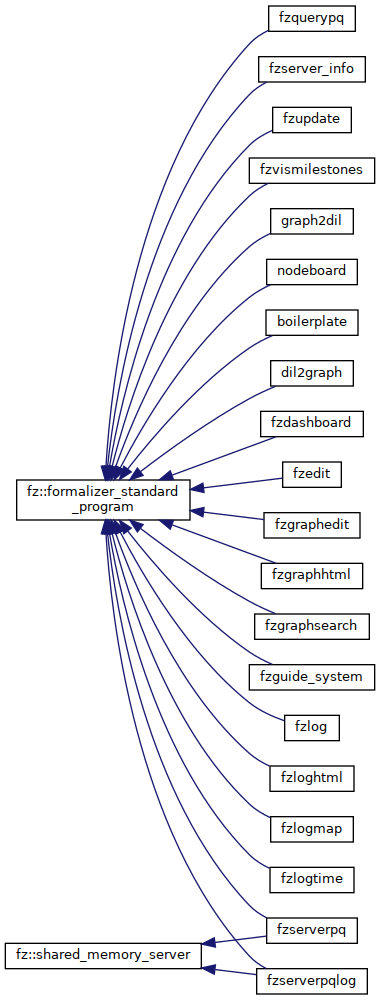 fzquerypq
fzserver_info
fzupdate
fzvismilestones
graph2dil
nodeboard
boilerplate
dil2graph
fzdashboard
fzedit
fz::formalizer_standard
_program
fzgraphedit
fzgraphhtml
fzgraphsearch
fzguide_system
fzlog
fzloghtml
fzlogmap
fzlogtime
fzserverpq
fz::shared_memory_server
fzserverpqlog